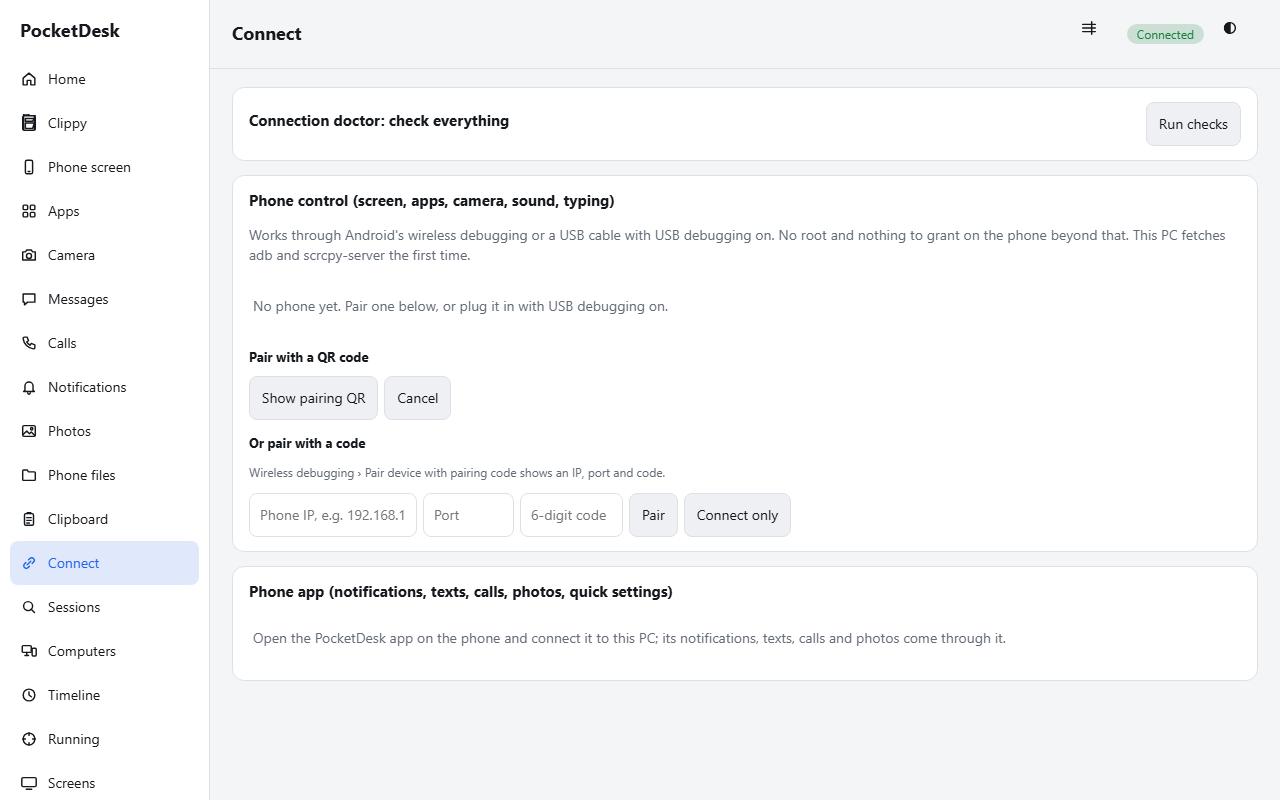 PocketDesk
Home
Clippy
Phone screen
Apps
Camera
Messages
Calls
Notifications
Photos
Phone files
Clipboard
Connect
Sessions
Computers
Timeline
Running
Screens
Connect
Connected
Connection doctor: check everything
Run checks
Phone control (screen, apps, camera, sound, typing)
Works through Android's wireless debugging or a USB cable with USB debugging on. No root and nothing to grant on the phone beyond that. This PC fetches
adb and scrcpy-server the first time.
No phone yet. Pair one below, or plug it in with USB debugging on.
Pair with a QR code
Show pairing QR
Cancel
Or pair with a code
Wireless debugging › Pair device with pairing code shows an IP, port and code.
Phone IP, e.g. 192.168.1
Port
6-digit code
Pair
Connect only
Phone app (notifications, texts, calls, photos, quick settings)
Open the PocketDesk app on the phone and connect it to this PC; its notifications, texts, calls and photos come through it.